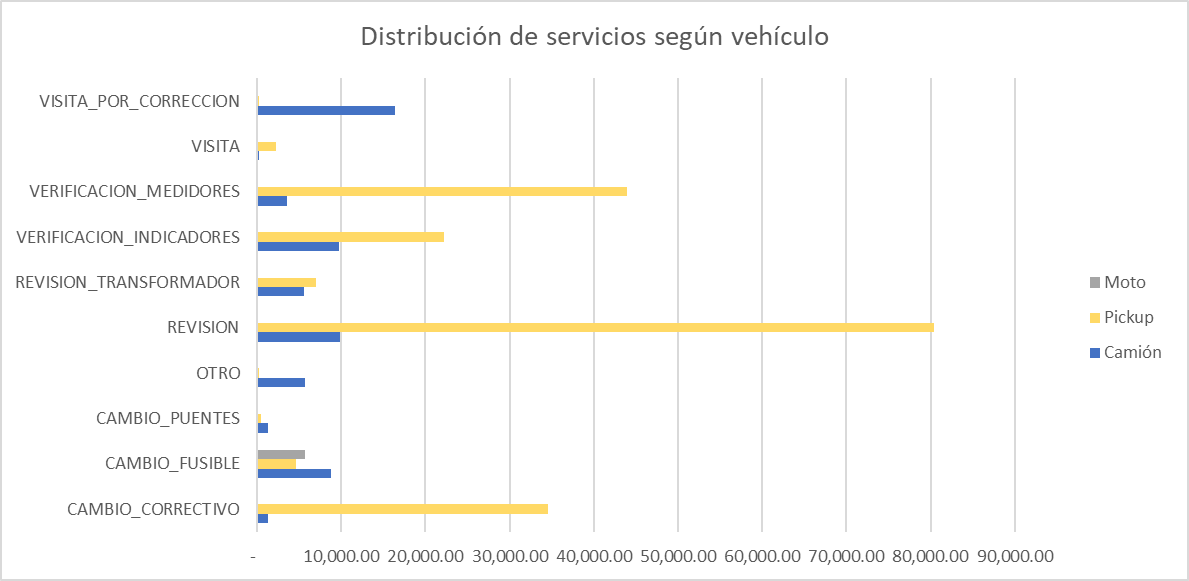 Distribución de servicios según vehículo
VISITA_POR_CORRECCION
VISITA
VERIFICACION_MEDIDORES
VERIFICACION_INDICADORES
REVISION_TRANSFORMADOR
REVISION
OTRO
CAMBIO_PUENTES
CAMBIO_FUSIBLE
CAMBIO_CORRECTIVO
Moto
Pickup
Camión
- 10,000.00 20,000.00 30,000.00 40,000.00 50,000.00 60,000.00 70,000.00 80,000.00 90,000.00